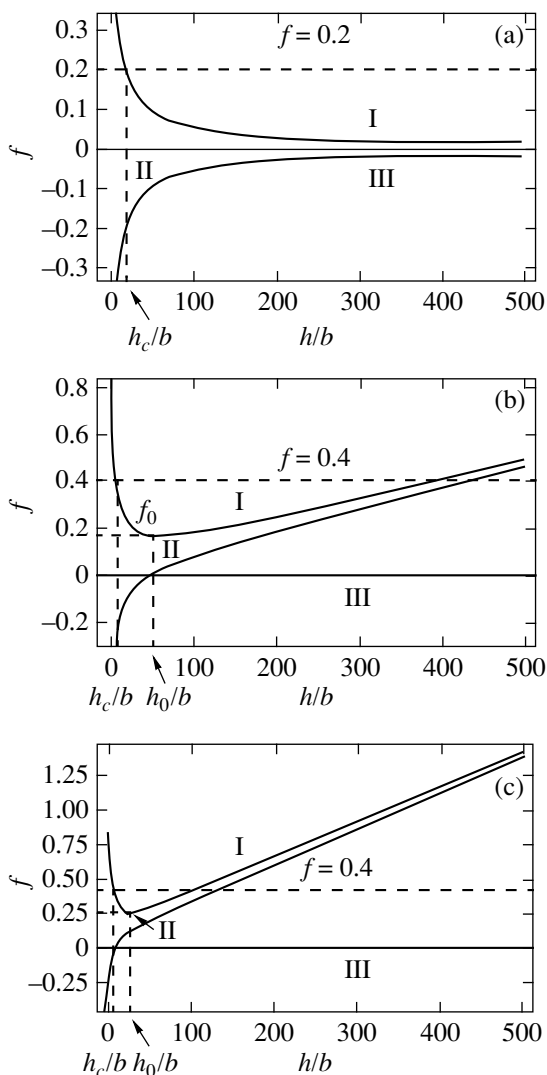 0.3
f = 0.2
(a)
0.2
0.1
I
f
0
II
III
−0.1
−0.2
−0.3
0
100
200
300
400
500
h_c/b
h/b
0.8
(b)
0.6
f = 0.4
0.4
f
f_0
I
0.2
II
0
III
−0.2
0
100
200
300
400
500
h_c/b
h_0/b
h/b
1.25
(c)
1.00
0.75
I
f = 0.4
f
0.50
0.25
II
0
III
−0.25
0
100
200
300
400
500
h_c/b
h_0/b
h/b